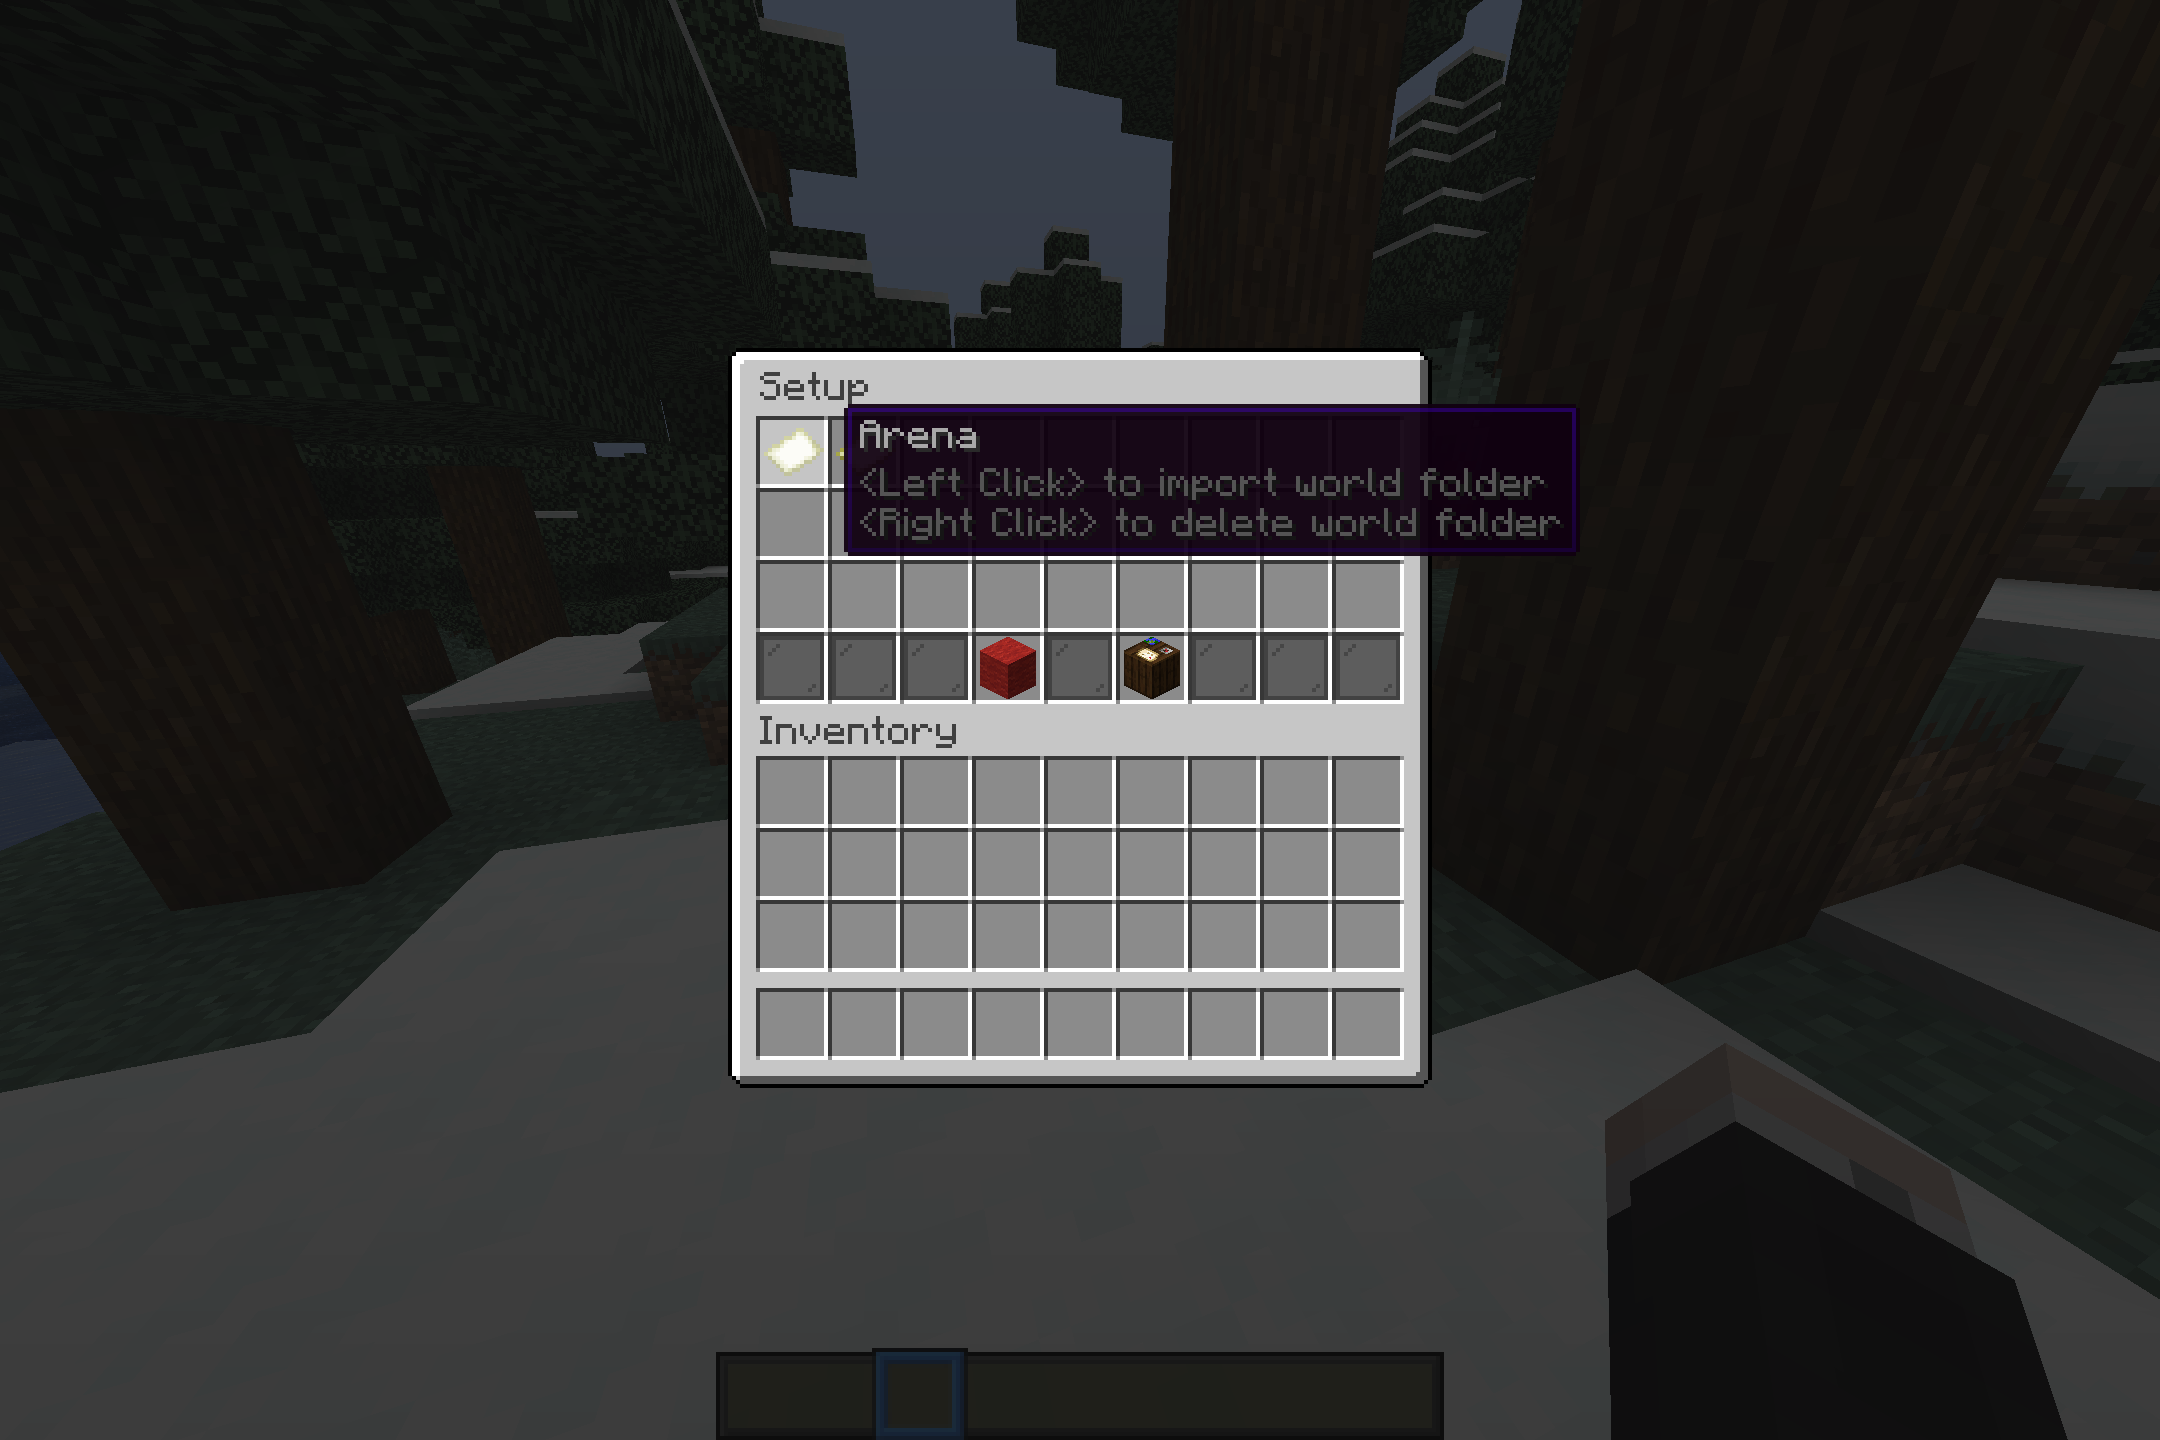 Setup
Arena
<Left Click> to import world folder
<Right Click> to delete world folder
Inventory